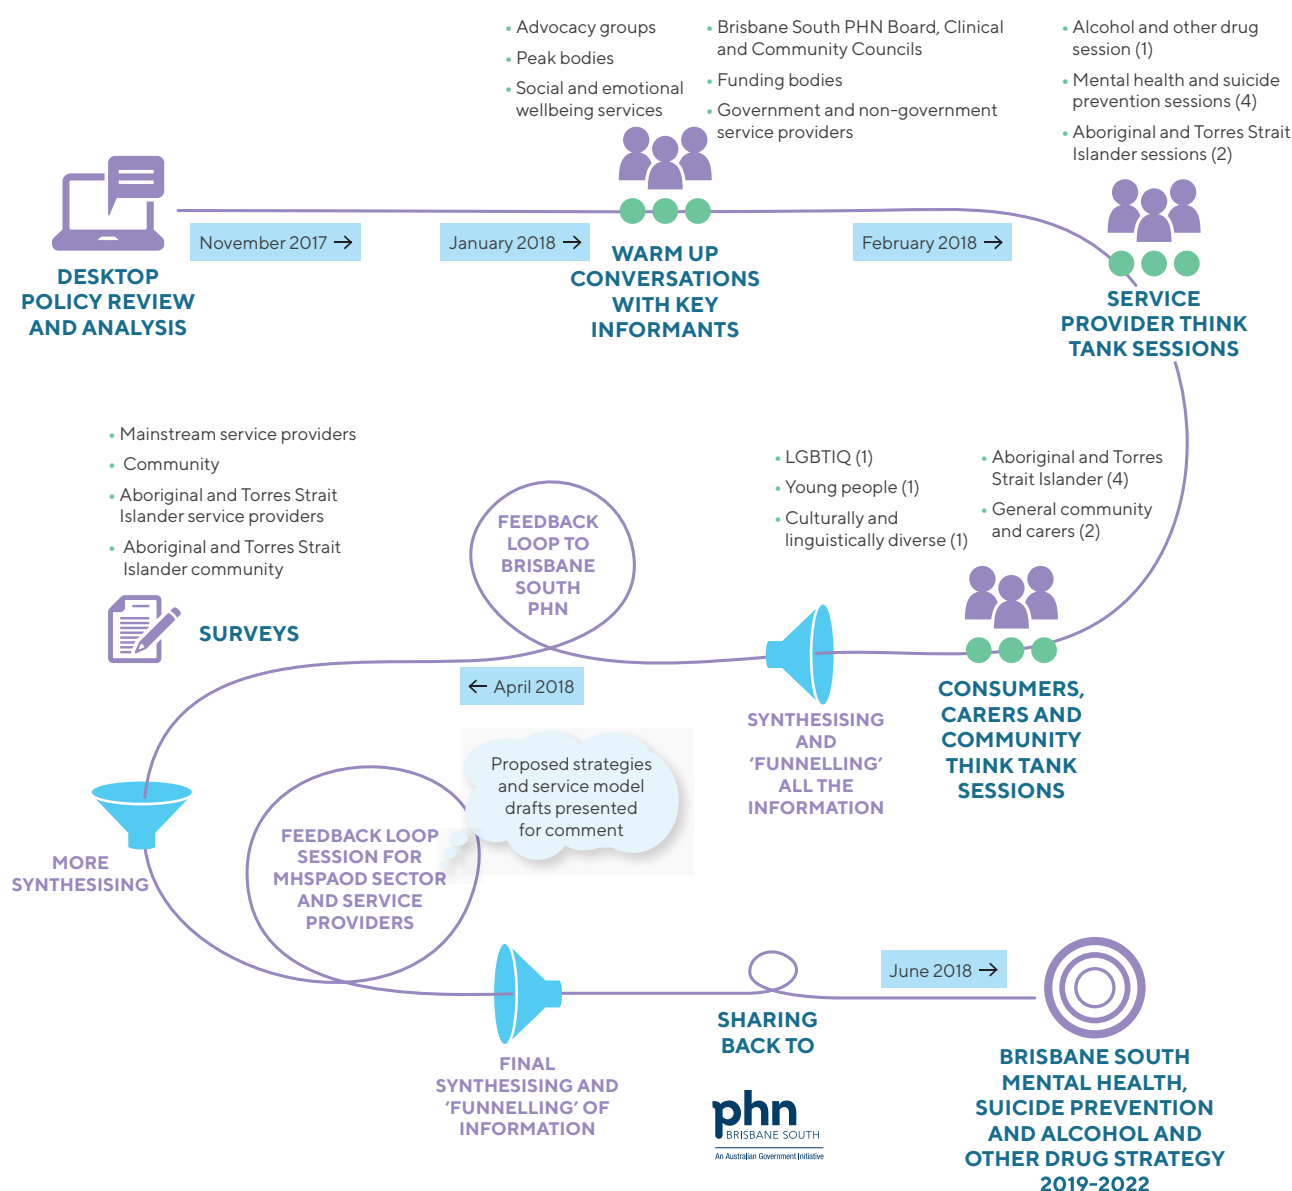 • Advocacy groups
• Peak bodies
• Social and emotional
wellbeing services
• Brisbane South PHN Board, Clinical
and Community Councils
• Funding bodies
• Government and non-government
service providers
• Alcohol and other drug
session (1)
• Mental health and suicide
prevention sessions (4)
• Aboriginal and Torres Strait
Islander sessions (2)
November 2017 →
January 2018 →
February 2018 →
DESKTOP
POLICY REVIEW
AND ANALYSIS
WARM UP
CONVERSATIONS
WITH KEY
INFORMANTS
SERVICE
PROVIDER THINK
TANK SESSIONS
• Mainstream service providers
• Community
• Aboriginal and Torres Strait
Islander service providers
• Aboriginal and Torres Strait
Islander community
SURVEYS
FEEDBACK
LOOP TO
BRISBANE
SOUTH
PHN
• LGBTIQ (1)
• Young people (1)
• Culturally and
linguistically diverse (1)
• Aboriginal and Torres
Strait Islander (4)
• General community
and carers (2)
← April 2018
SYNTHESISING
AND
‘FUNNELLING’
ALL THE
INFORMATION
CONSUMERS,
CARERS AND
COMMUNITY
THINK TANK
SESSIONS
Proposed strategies
and service model
drafts presented
for comment
MORE
SYNTHESISING
FEEDBACK LOOP
SESSION FOR
MHSPAOD SECTOR
AND SERVICE
PROVIDERS
FINAL
SYNTHESISING AND
‘FUNNELLING’ OF
INFORMATION
SHARING
BACK TO
phn
BRISBANE SOUTH
An Australian Government Initiative
June 2018 →
BRISBANE SOUTH
MENTAL HEALTH,
SUICIDE PREVENTION
AND ALCOHOL AND
OTHER DRUG STRATEGY
2019-2022